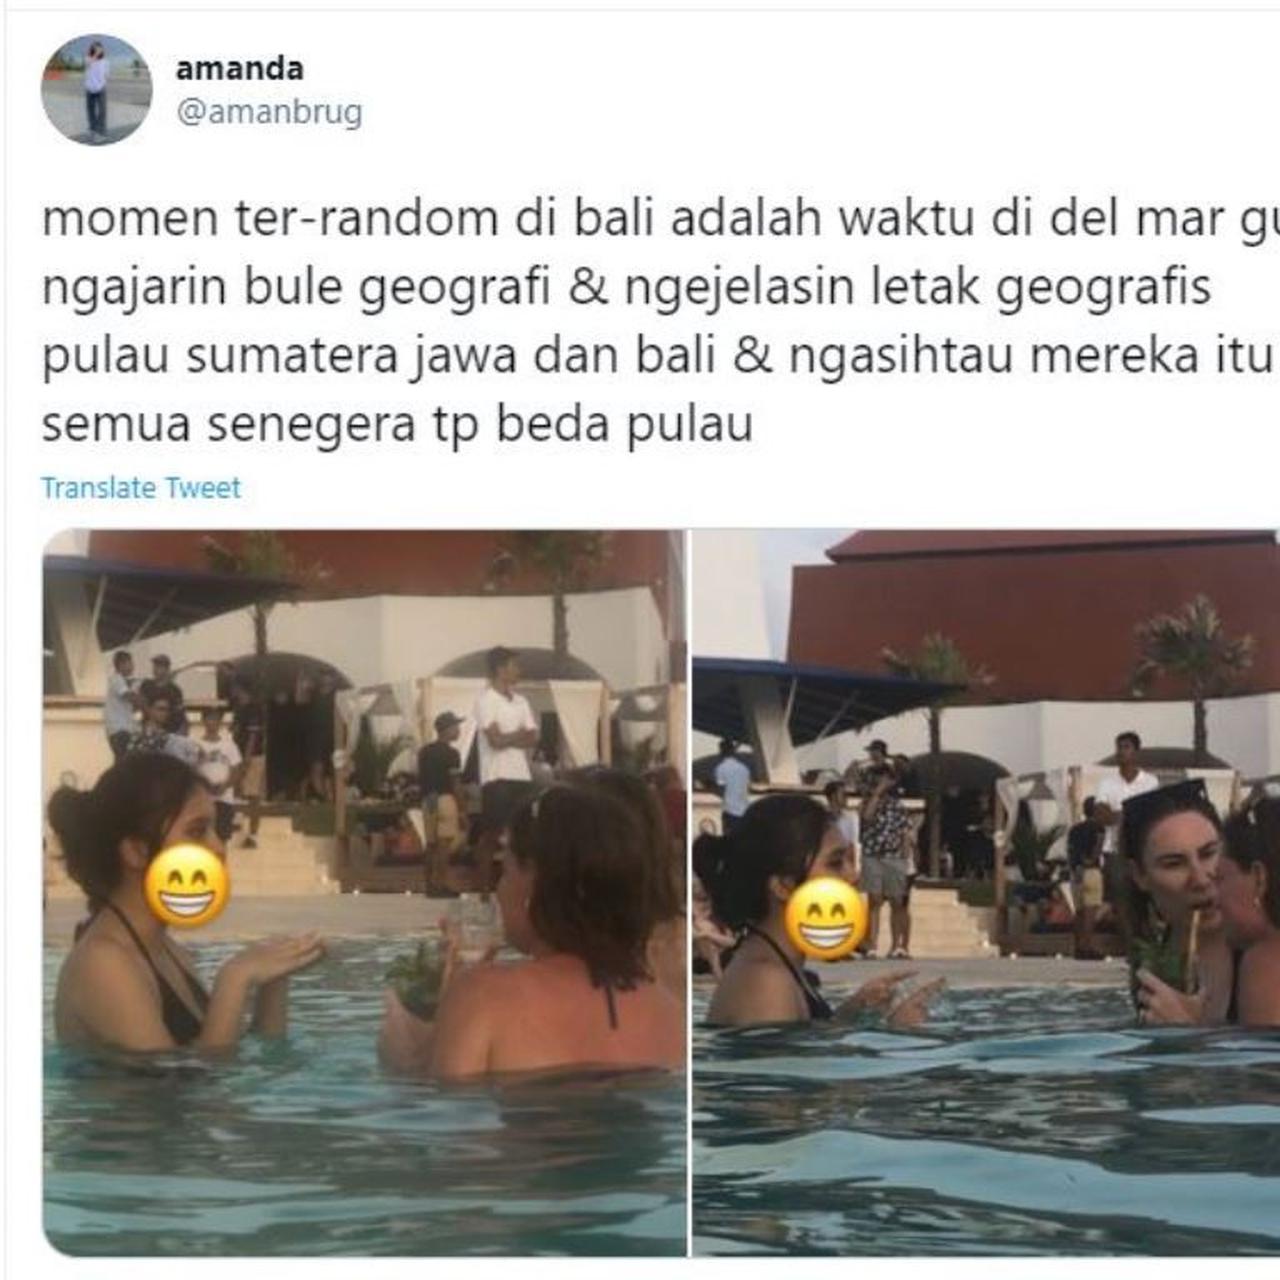 amanda
@amanbrug
momen ter-random di bali adalah waktu di del mar
ngajarin bule geografi & ngejelasin letak geografis
pulau sumatera jawa dan bali & ngasihtau mereka itu
semua senegera tp beda pulau
Translate Tweet